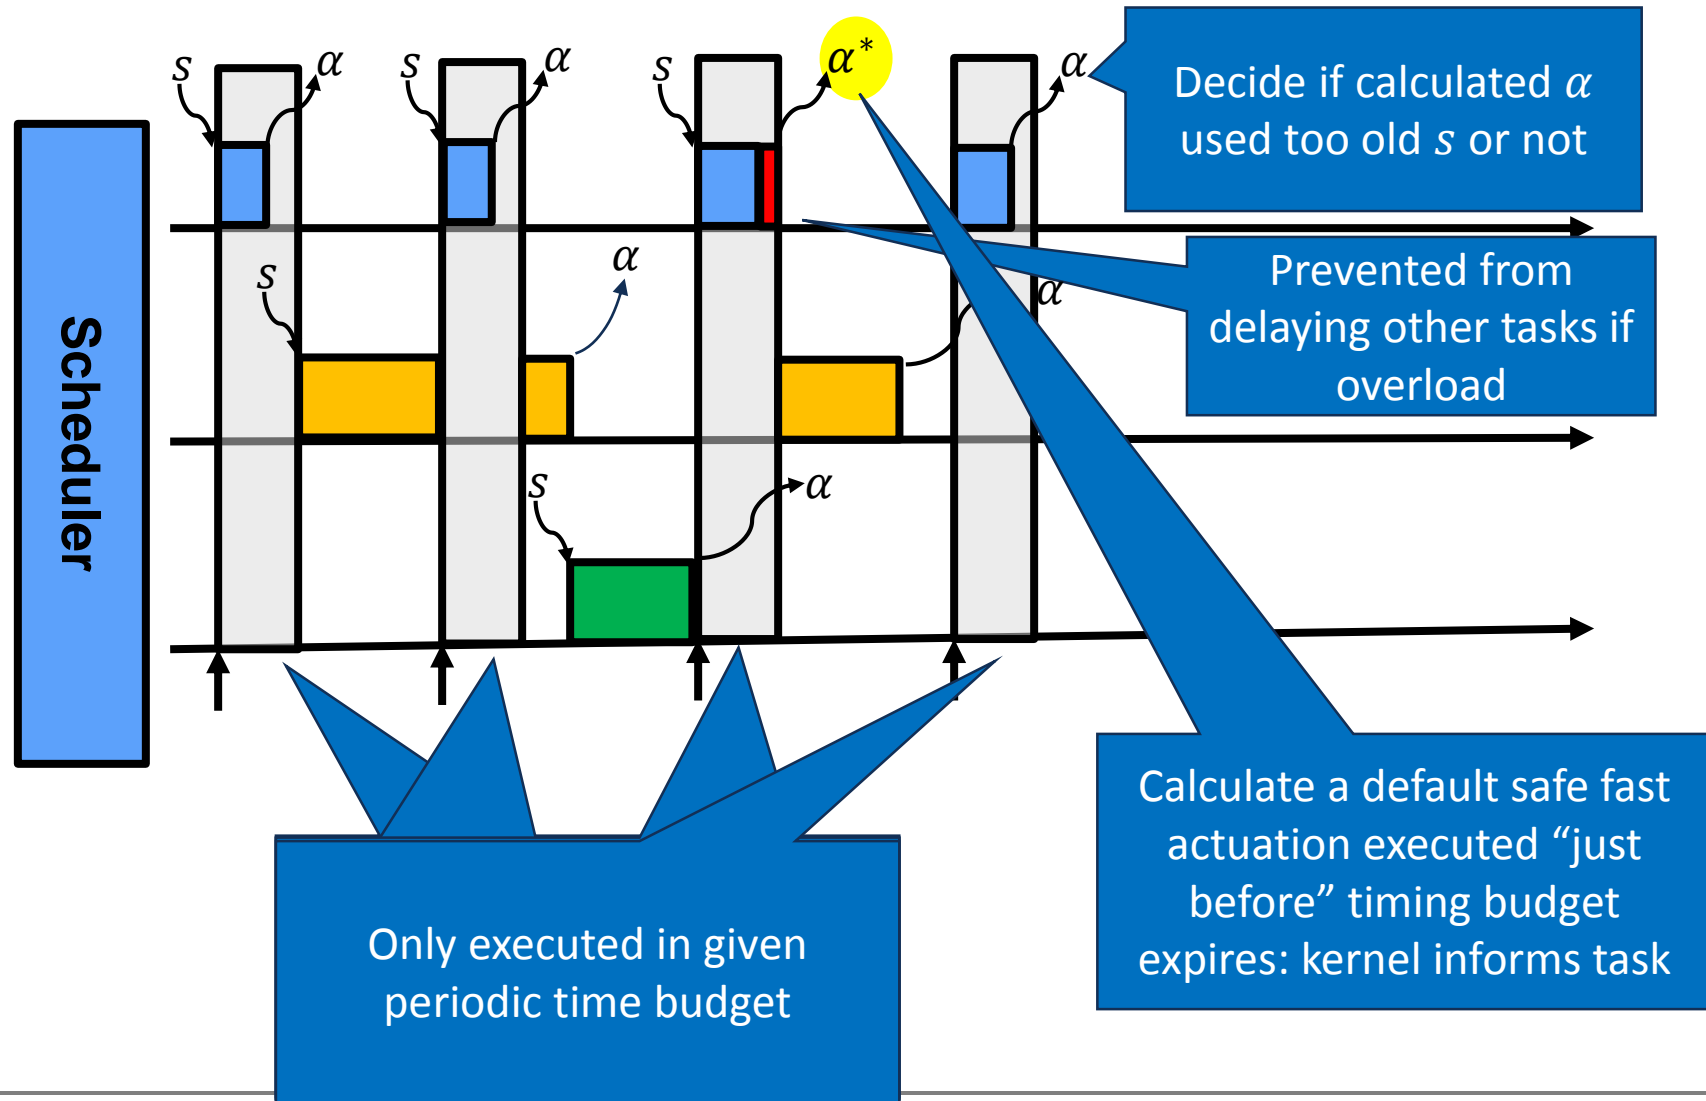 s
α
s
α
s
α*
α
Decide if calculated α
used too old s or not
Scheduler
s
α
α
Prevented from
delaying other tasks if
overload
s
α
Calculate a default safe fast
actuation executed “just
before” timing budget
expires: kernel informs task
Only executed in given
periodic time budget